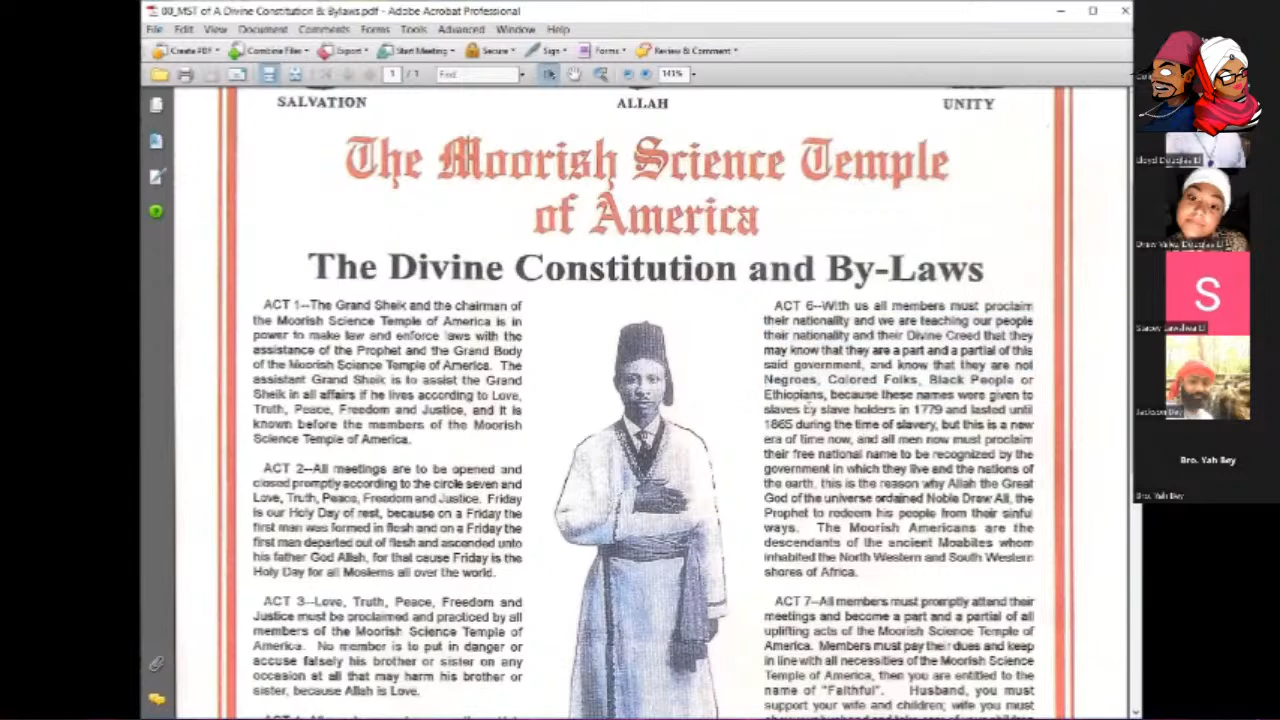 00_MST of A Divine Constitution & Bylaws.pdf - Adobe Acrobat Professional
File Edit View Document Comments Forms Tools Advanced Window Help
Create PDF Combine Files Export Start Meeting Secure Sign Forms Review & Comment
1 / 1 Find 141%
SALVATION ALLAH UNITY
The Moorish Science Temple
of America
The Divine Constitution and By-Laws
ACT 1--The Grand Sheik and the chairman of
the Moorish Science Temple of America is in
power to make law and enforce laws with the
assistance of the Prophet and the Grand Body
of the Moorish Science Temple of America. The
assistant Grand Sheik is to assist the Grand
Sheik in all affairs if he lives according to Love,
Truth, Peace, Freedom and Justice, and it is
known before the members of the Moorish
Science Temple of America.
ACT 2--All meetings are to be opened and
closed promptly according to the circle seven and
Love, Truth, Peace, Freedom and Justice. Friday
is our Holy Day of rest, because on a Friday the
first man was formed in flesh and on a Friday the
first man departed out of flesh and ascended unto
his father God Allah, for that cause Friday is the
Holy Day for all Moslems all over the world.
ACT 3--Love, Truth, Peace, Freedom and
Justice must be proclaimed and practiced by all
members of the Moorish Science Temple of
America. No member is to put in danger or
accuse falsely his brother or sister on any
occasion at all that may harm his brother or
sister, because Allah is Love.
ACT 6--With us all members must proclaim
their nationality and we are teaching our people
their nationality and their Divine Creed that they
may know that they are a part and a partial of this
said government, and know that they are not
Negroes, Colored Folks, Black People or
Ethiopians, because these names were given to
slaves by slave holders in 1779 and lasted until
1865 during the time of slavery, but this is a new
era of time now, and all men now must proclaim
their free national name to be recognized by the
government in which they live and the nations of
the earth, this is the reason why Allah the Great
God of the universe ordained Noble Drew Ali, the
Prophet to redeem his people from their sinful
ways. The Moorish Americans are the
descendants of the ancient Moabites whom
inhabited the North Western and South Western
shores of Africa.
ACT 7--All members must promptly attend their
meetings and become a part and a partial of all
uplifting acts of the Moorish Science Temple of
America. Members must pay their dues and keep
in line with all necessities of the Moorish Science
Temple of America, then you are entitled to the
name of "Faithful". Husband, you must
support your wife and children; wife you must
Lloyd Douglas El
Douglas El
S
Jackson Bey
Bro. Yah Bey
Bro. Yah Bey